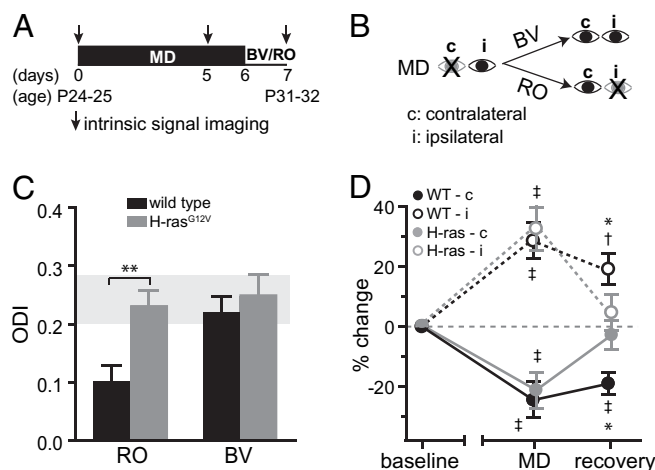 A
MD
BV/RO
(days) 0 5 6 7
(age) P24-25 P31-32
intrinsic signal imaging
B
MD
c i
BV
c i
RO
c i
X X
c: contralateral
i: ipsilateral
C
wild type
H-rasG12V
0.4
0.3
0.2
0.1
0.0
ODI
**
RO BV
D
WT - c
WT - i
H-ras - c
H-ras - i
40
20
0
-20
% change
‡
‡
*
†
‡
‡
‡
*
baseline MD recovery